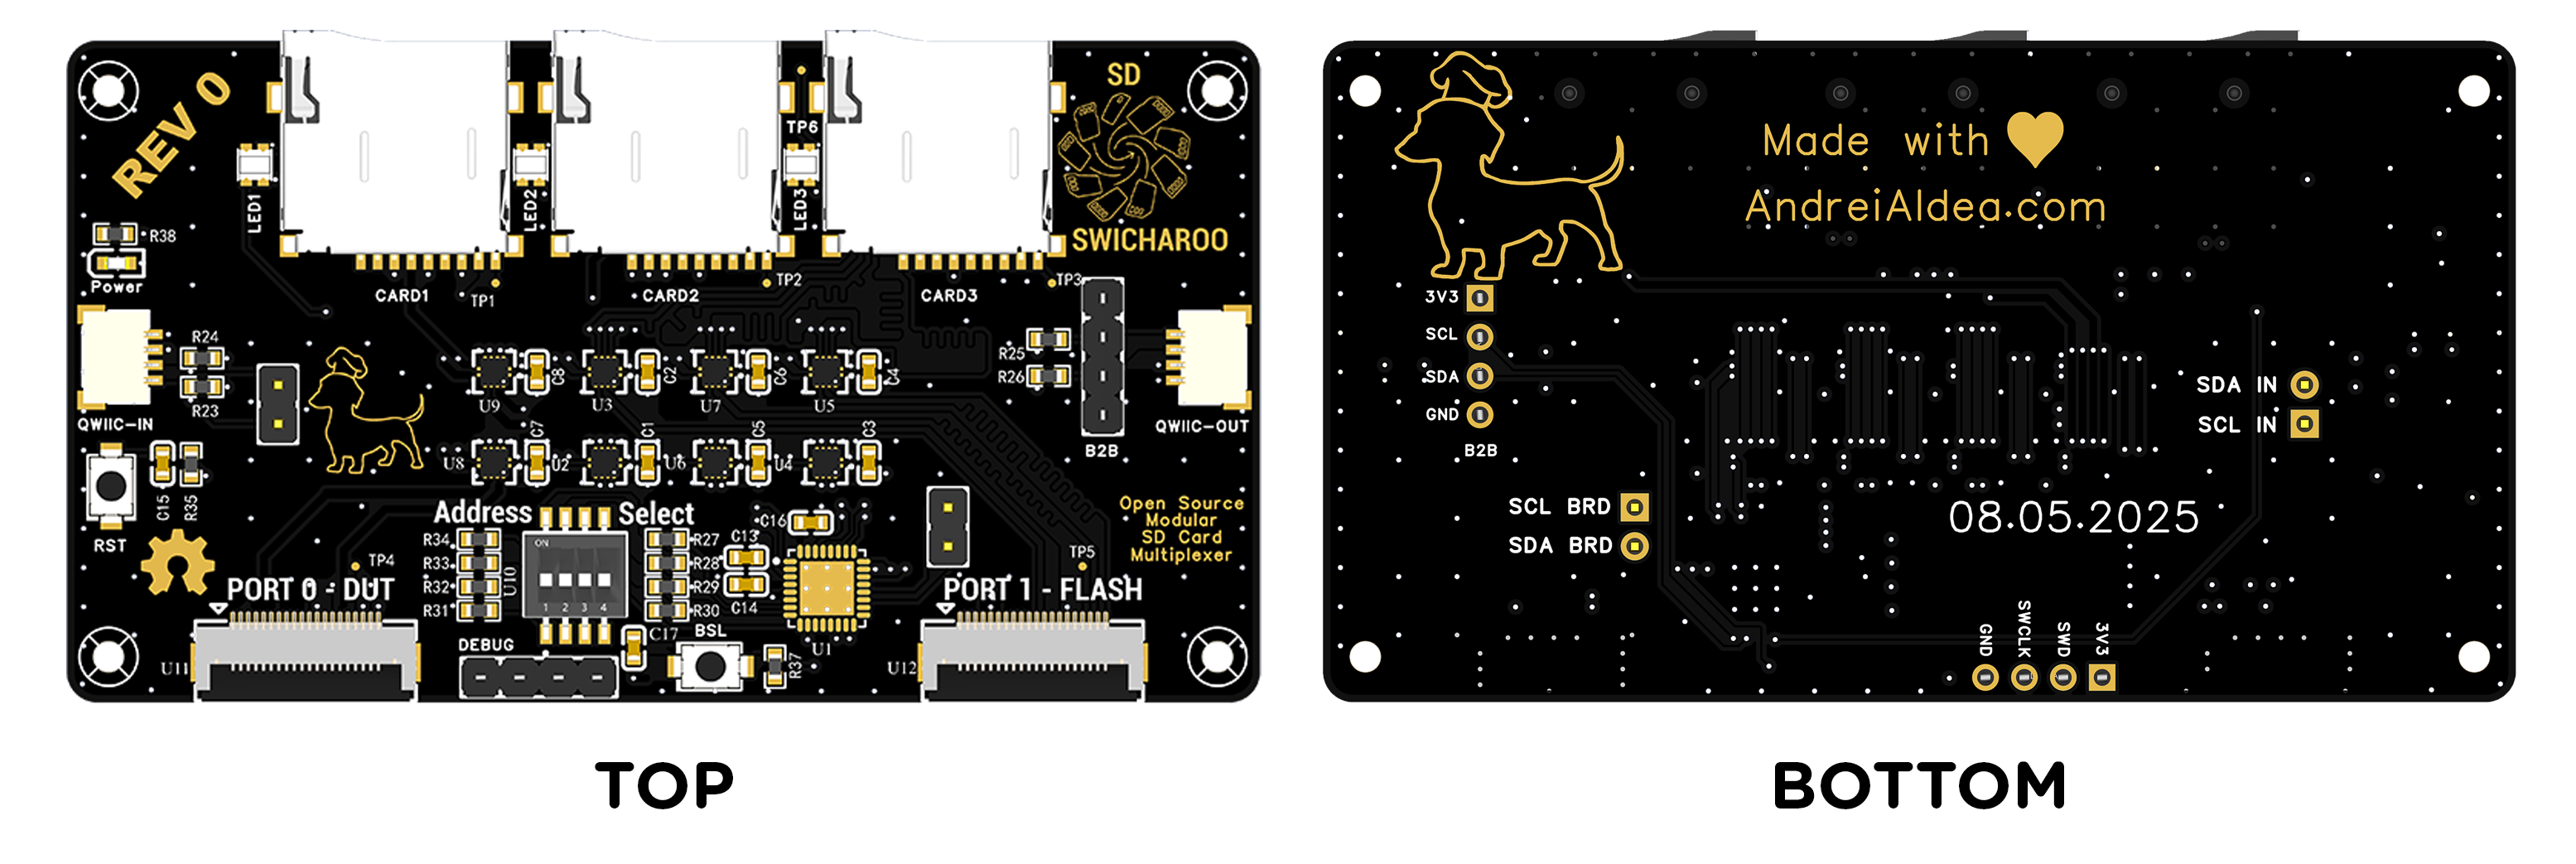 REV 0
SD
SWICHAROO
TP6
LED1
LED2
LED3
R38
Power
CARD1
TP1
CARD2
TP2
CARD3
TP3
R24
R23
QWIIC-IN
R25
R26
B2B
QWIIC-OUT
C8
C2
C6
C4
U9
U3
U7
U5
C7
C1
C5
C3
U8
U2
U6
U4
RST
C15
R35
Address Select
R34
R33
R32
R31
U10
ON
1 2 3 4
R27
R28
R29
R30
C16
C13
C14
C17
Open Source
Modular
SD Card
Multiplexer
TP4
PORT 0 - DUT
TP5
PORT 1 - FLASH
U11
DEBUG
BSL
R37
U1
U12
TOP
Made with
AndreiAldea.com
3V3
SCL
SDA
GND
B2B
SDA IN
SCL IN
SCL BRD
SDA BRD
08.05.2025
GND
SWCLK
SWD
3V3
BOTTOM